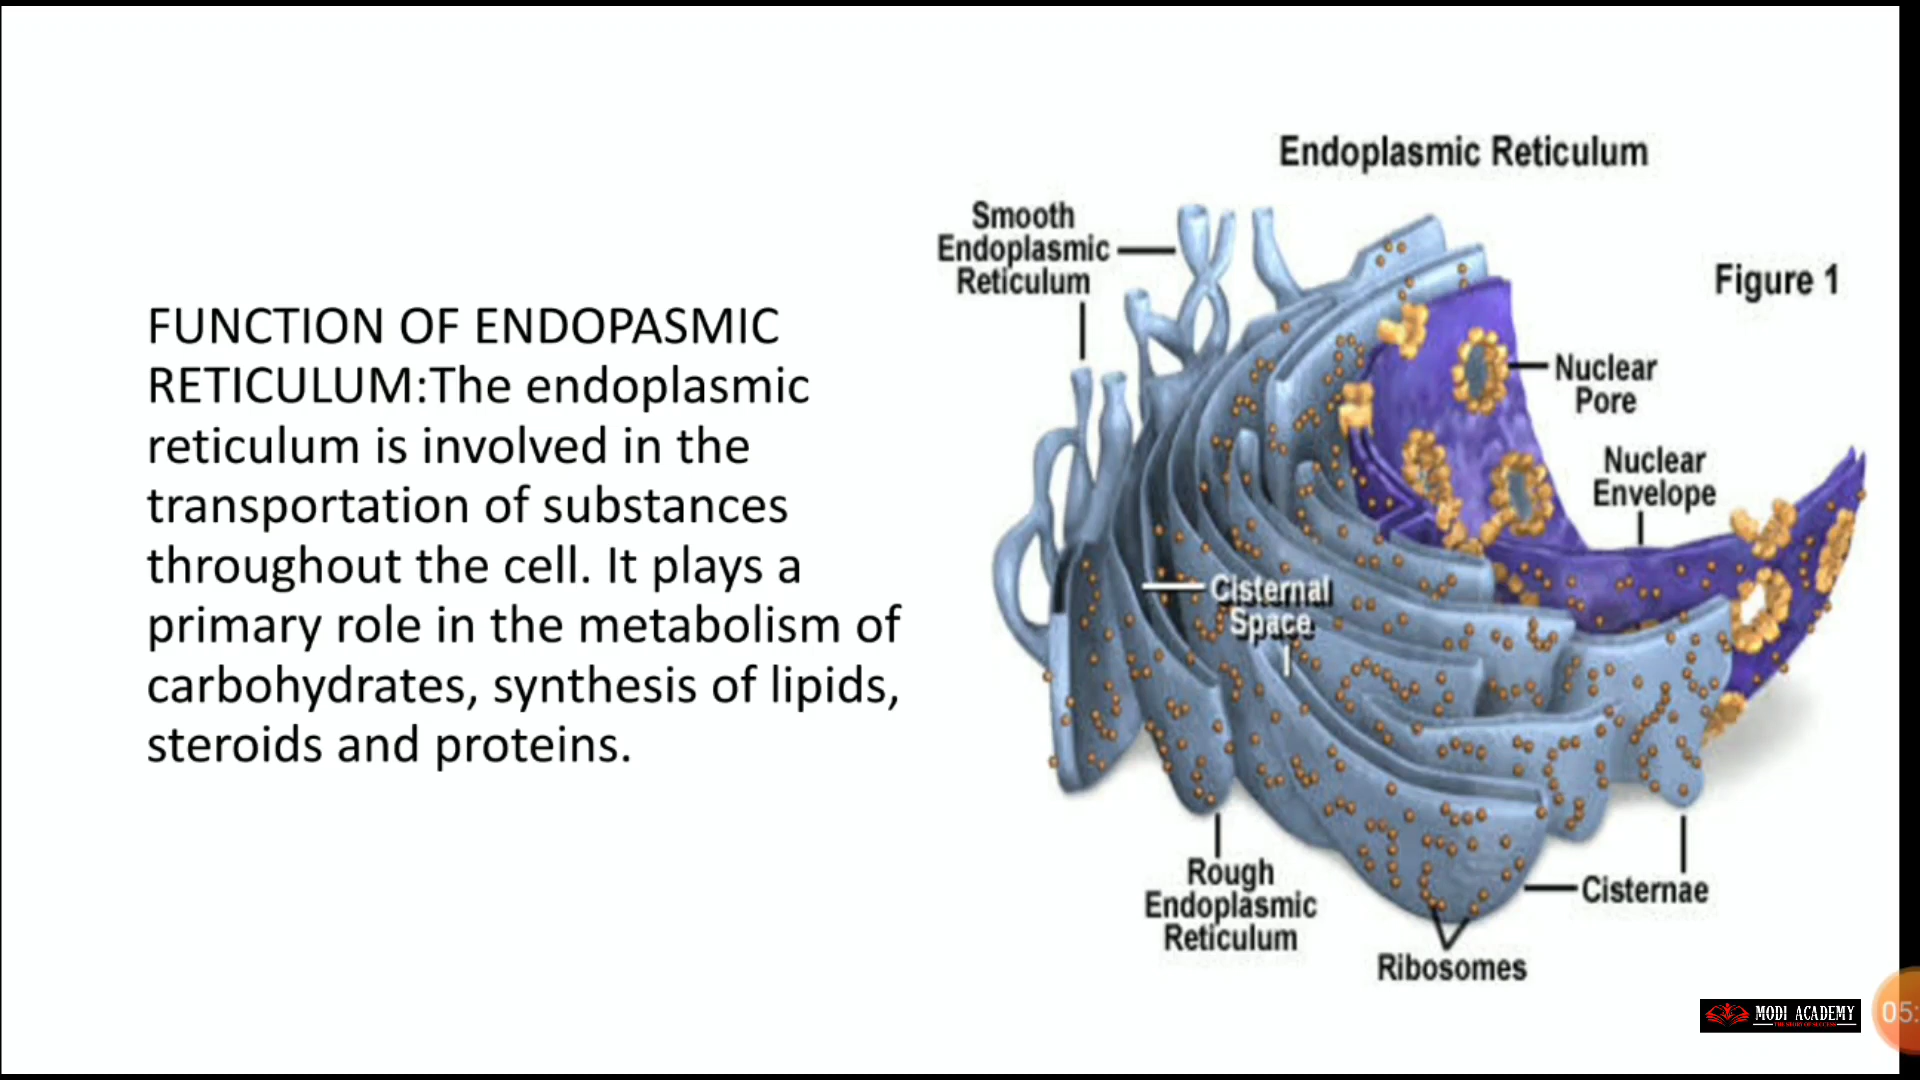 FUNCTION OF ENDOPASMIC
RETICULUM:The endoplasmic
reticulum is involved in the
transportation of substances
throughout the cell. It plays a
primary role in the metabolism of
carbohydrates, synthesis of lipids,
steroids and proteins.
Endoplasmic Reticulum
Smooth
Endoplasmic
Reticulum
Figure 1
Nuclear
Pore
Nuclear
Envelope
Cisternal
Space
Rough
Endoplasmic
Reticulum
Cisternae
Ribosomes
MODI ACADEMY
05: